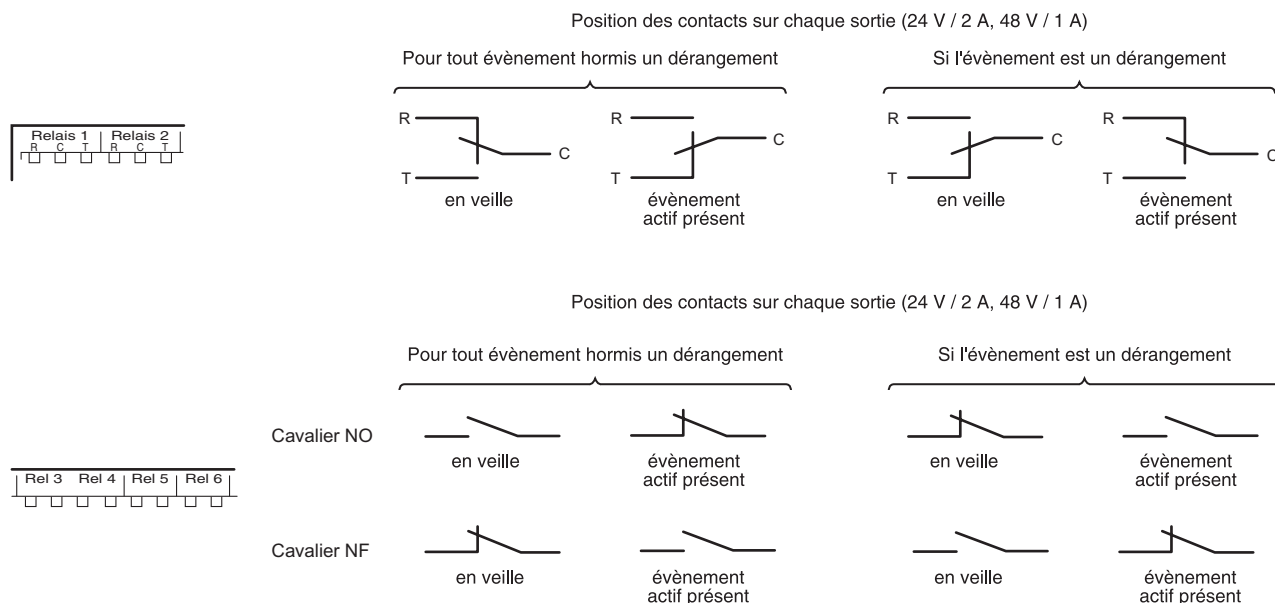 Position des contacts sur chaque sortie (24 V / 2 A, 48 V / 1 A)
Pour tout évènement hormis un dérangement
Si l'évènement est un dérangement
Relais 1 Relais 2
R C T R C T
R
C
T
en veille
R
C
T
évènement
actif présent
R
C
T
en veille
R
C
T
évènement
actif présent
Position des contacts sur chaque sortie (24 V / 2 A, 48 V / 1 A)
Pour tout évènement hormis un dérangement
Si l'évènement est un dérangement
Cavalier NO
en veille
évènement
actif présent
en veille
évènement
actif présent
Rel 3 Rel 4 Rel 5 Rel 6
Cavalier NF
en veille
évènement
actif présent
en veille
évènement
actif présent